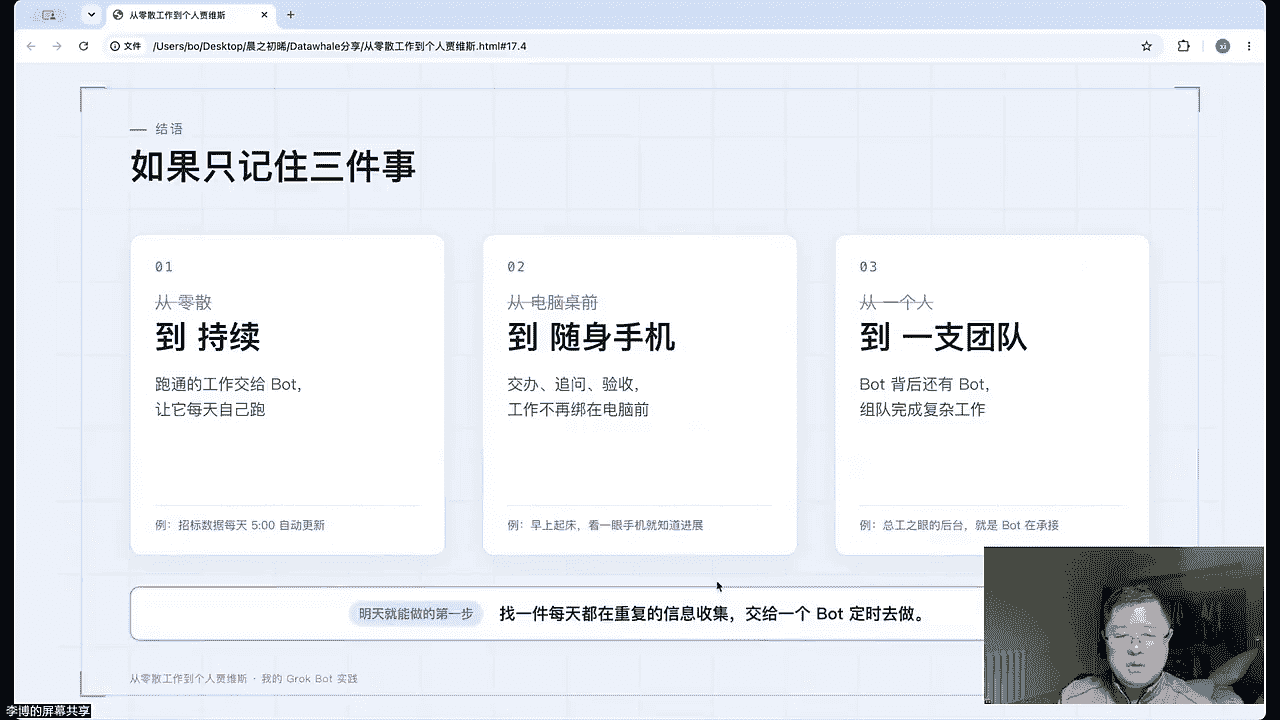 从零散工作到个人贾维斯
文件
/Users/bo/Desktop/晨之初晞/Datawhale分享/从零散工作到个人贾维斯.html#17.4
xi
— 结语
如果只记住三件事
01
从 零散
到 持续
跑通的工作交给 Bot，
让它每天自己跑
例：招标数据每天 5:00 自动更新
02
从 电脑桌前
到 随身手机
交办、追问、验收，
工作不再绑在电脑前
例：早上起床，看一眼手机就知道进展
03
从 一个人
到 一支团队
Bot 背后还有 Bot，
组队完成复杂工作
例：总工之眼的后台，就是 Bot 在承接
明天就能做的第一步
找一件每天都在重复的信息收集，交给一个 Bot 定时去做。
从零散工作到个人贾维斯 · 我的 Grok Bot 实践
李博的屏幕共享